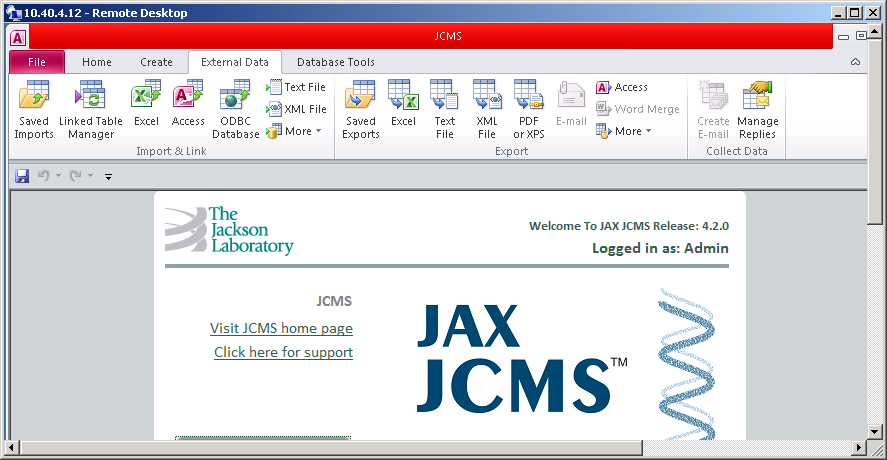 10.40.4.12 - Remote Desktop
JCMS
File Home Create External Data Database Tools
Saved Imports
Linked Table Manager
Excel
Access
ODBC Database
Text File
XML File
More
Import & Link
Saved Exports
Excel
Text File
XML File
PDF or XPS
E-mail
Access
Word Merge
More
Export
Create E-mail
Manage Replies
Collect Data
The
Jackson
Laboratory
Welcome To JAX JCMS Release: 4.2.0
Logged in as: Admin
JCMS
Visit JCMS home page
Click here for support
JAX
JCMS™